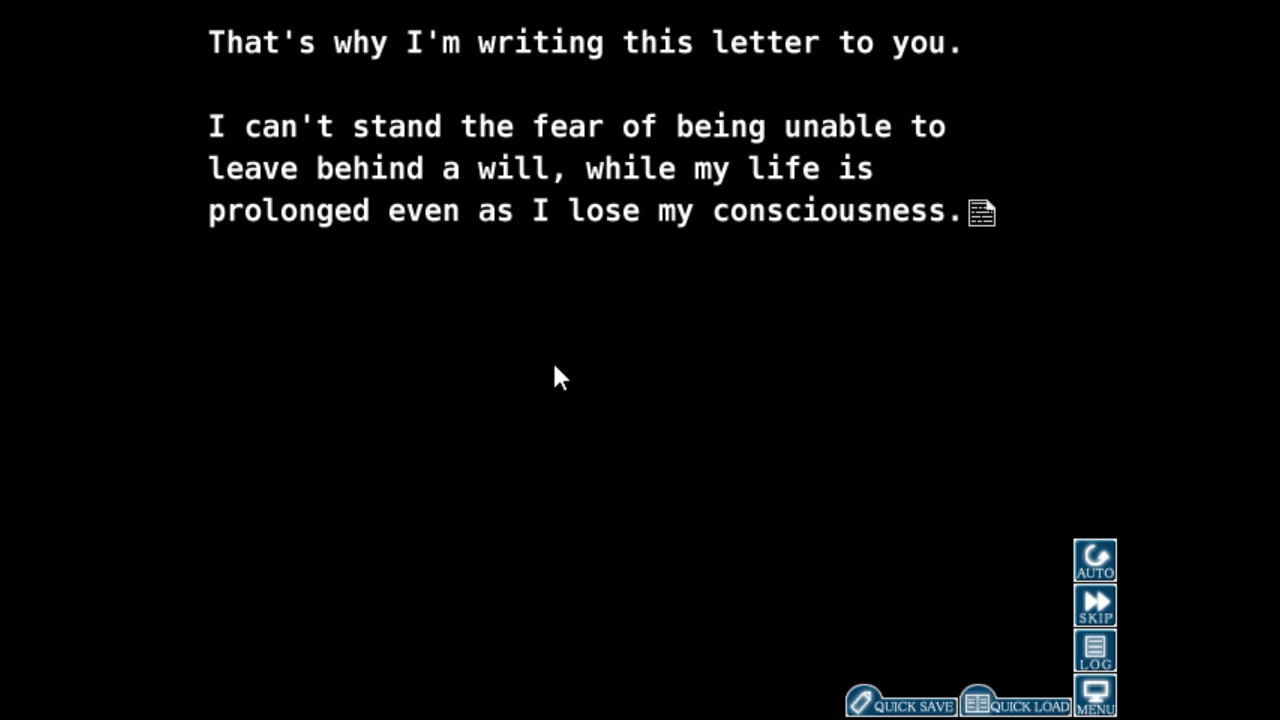 That's why I'm writing this letter to you.
I can't stand the fear of being unable to
leave behind a will, while my life is
prolonged even as I lose my consciousness.
AUTO
SKIP
LOG
QUICK SAVE
QUICK LOAD
MENU